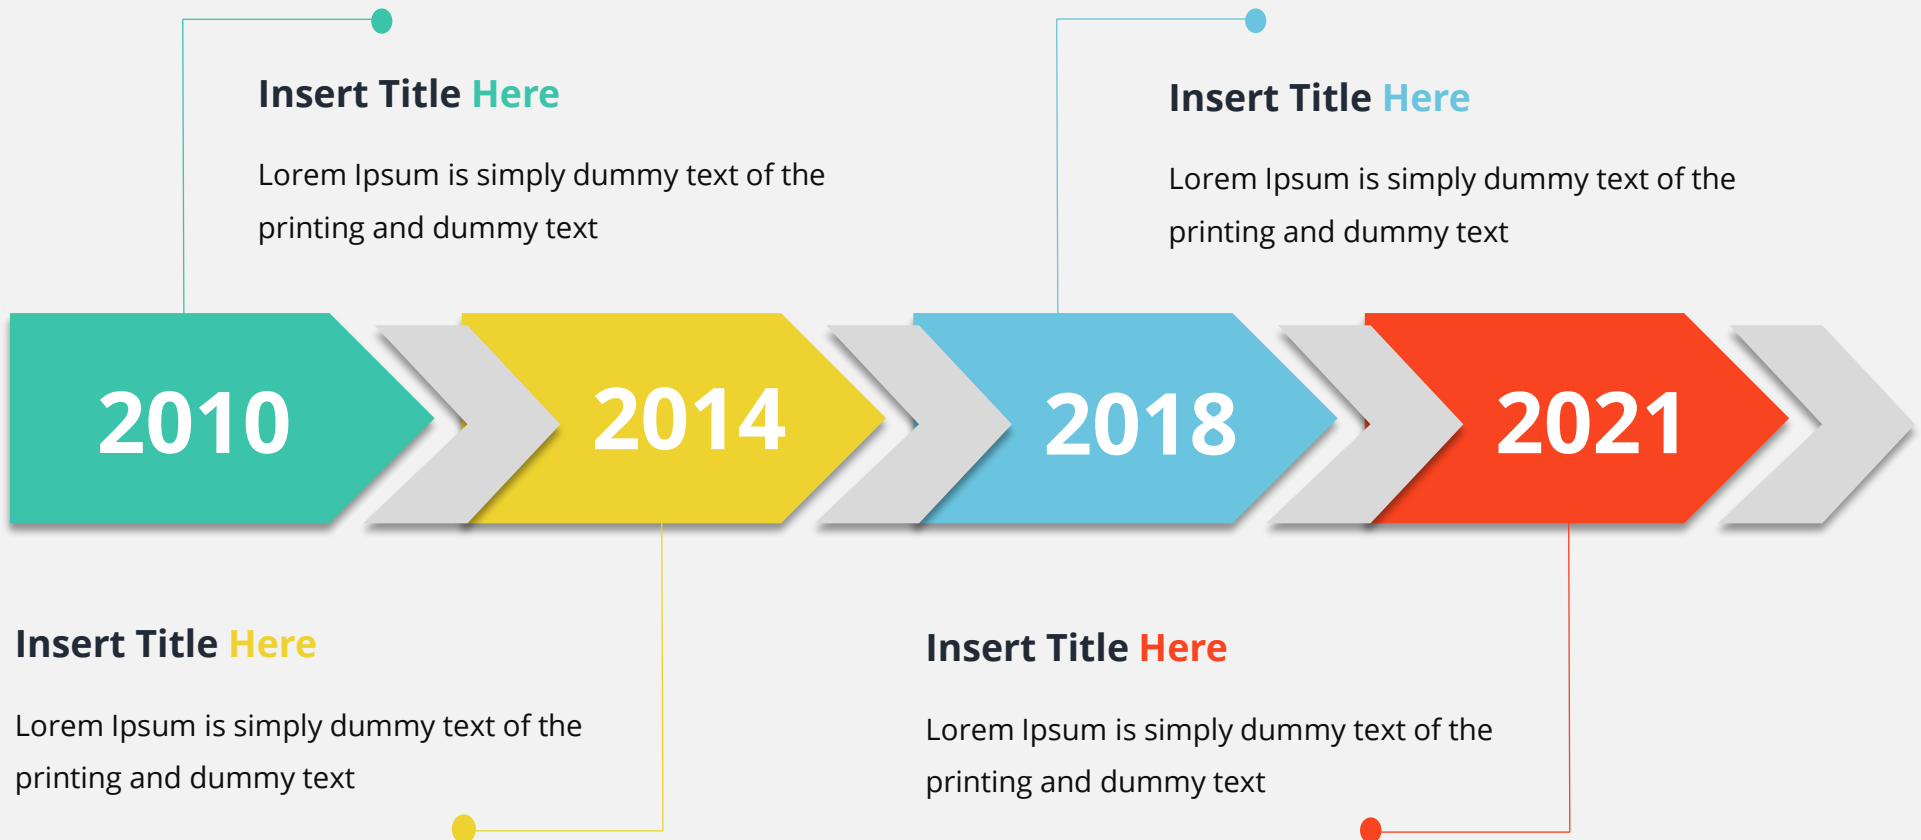 Insert Title Here
Lorem Ipsum is simply dummy text of the
printing and dummy text
Insert Title Here
Lorem Ipsum is simply dummy text of the
printing and dummy text
2010
2014
2018
2021
Insert Title Here
Lorem Ipsum is simply dummy text of the
printing and dummy text
Insert Title Here
Lorem Ipsum is simply dummy text of the
printing and dummy text